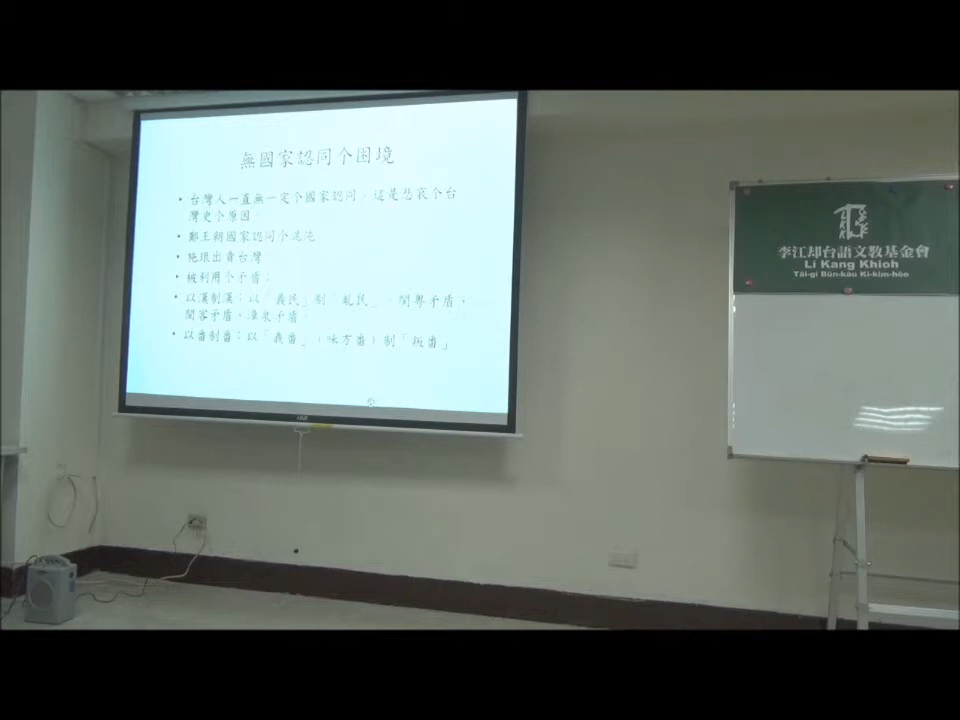 無國家認同个困境
• 台灣人一直無一定个國家認同，這是悲哀个台
灣史个原因。
• 鄭王朝國家認同个混沌
• 施琅出賣台灣
• 被利用个矛盾：
• 以漢制漢：以「義民」制「亂民」，閩粵矛盾、
閩客矛盾、漳泉矛盾。
• 以番制番：以「義番」（味方番）制「叛番」
李江却台語文教基金會
Li Kang Khioh
Tâi-gí Bûn-kàu Ki-kim-hōe